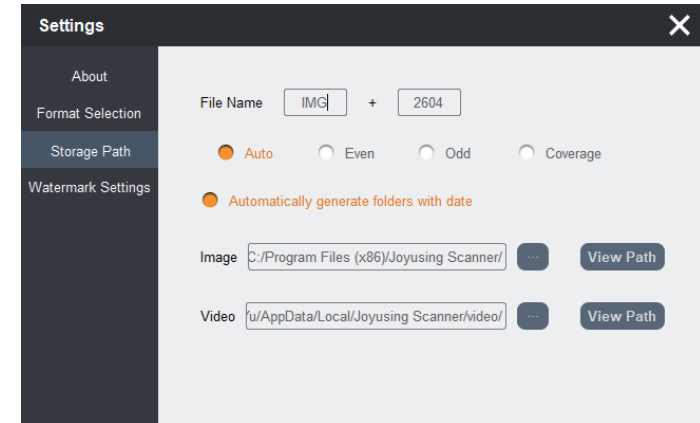 Settings
About
Format Selection
Storage Path
Watermark Settings
File Name IMG + 2604
Auto Even Odd Coverage
Automatically generate folders with date
Image C:/Program Files (x86)/Joyusing Scanner/ ... View Path
Video u/AppData/Local/Joyusing Scanner/video/ ... View Path